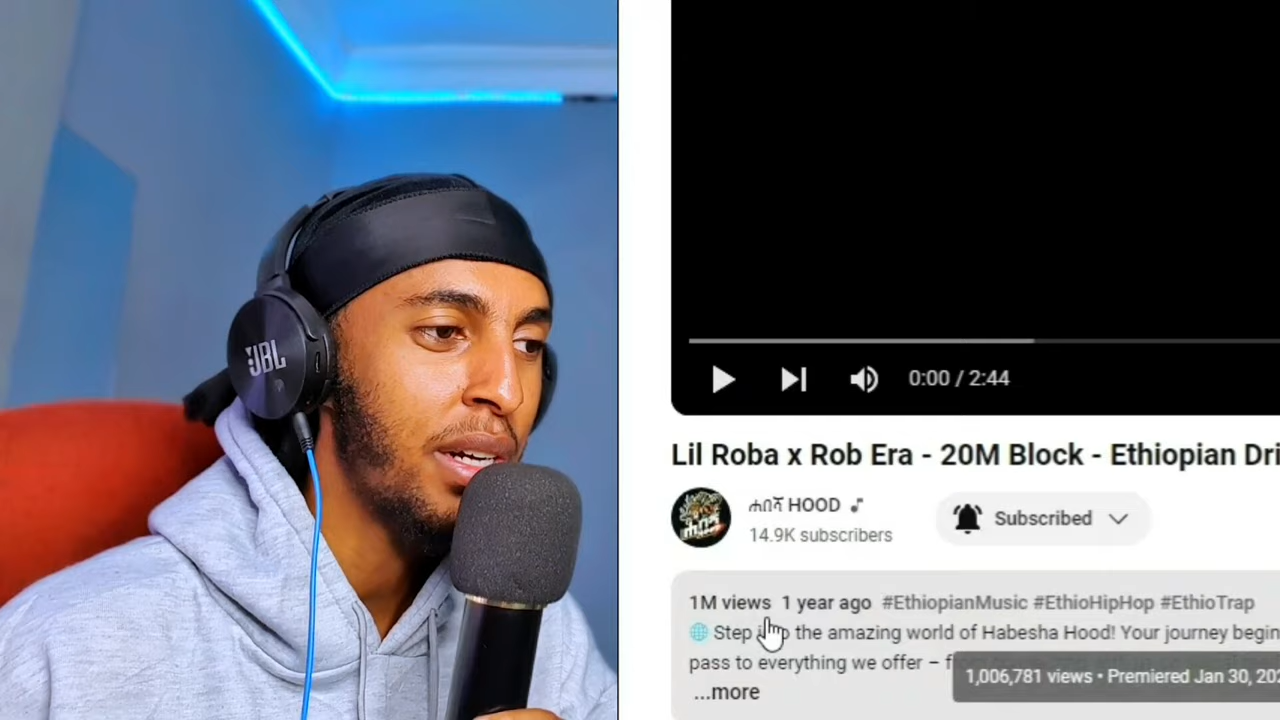 JBL
0:00 / 2:44
Lil Roba x Rob Era - 20M Block - Ethiopian Dri
ሐበሻ HOOD
14.9K subscribers
Subscribed
1M views 1 year ago #EthiopianMusic #EthioHipHop #EthioTrap
Step the amazing world of Habesha Hood! Your journey begin
pass to everything we offer –
1,006,781 views • Premiered Jan 30, 202
...more